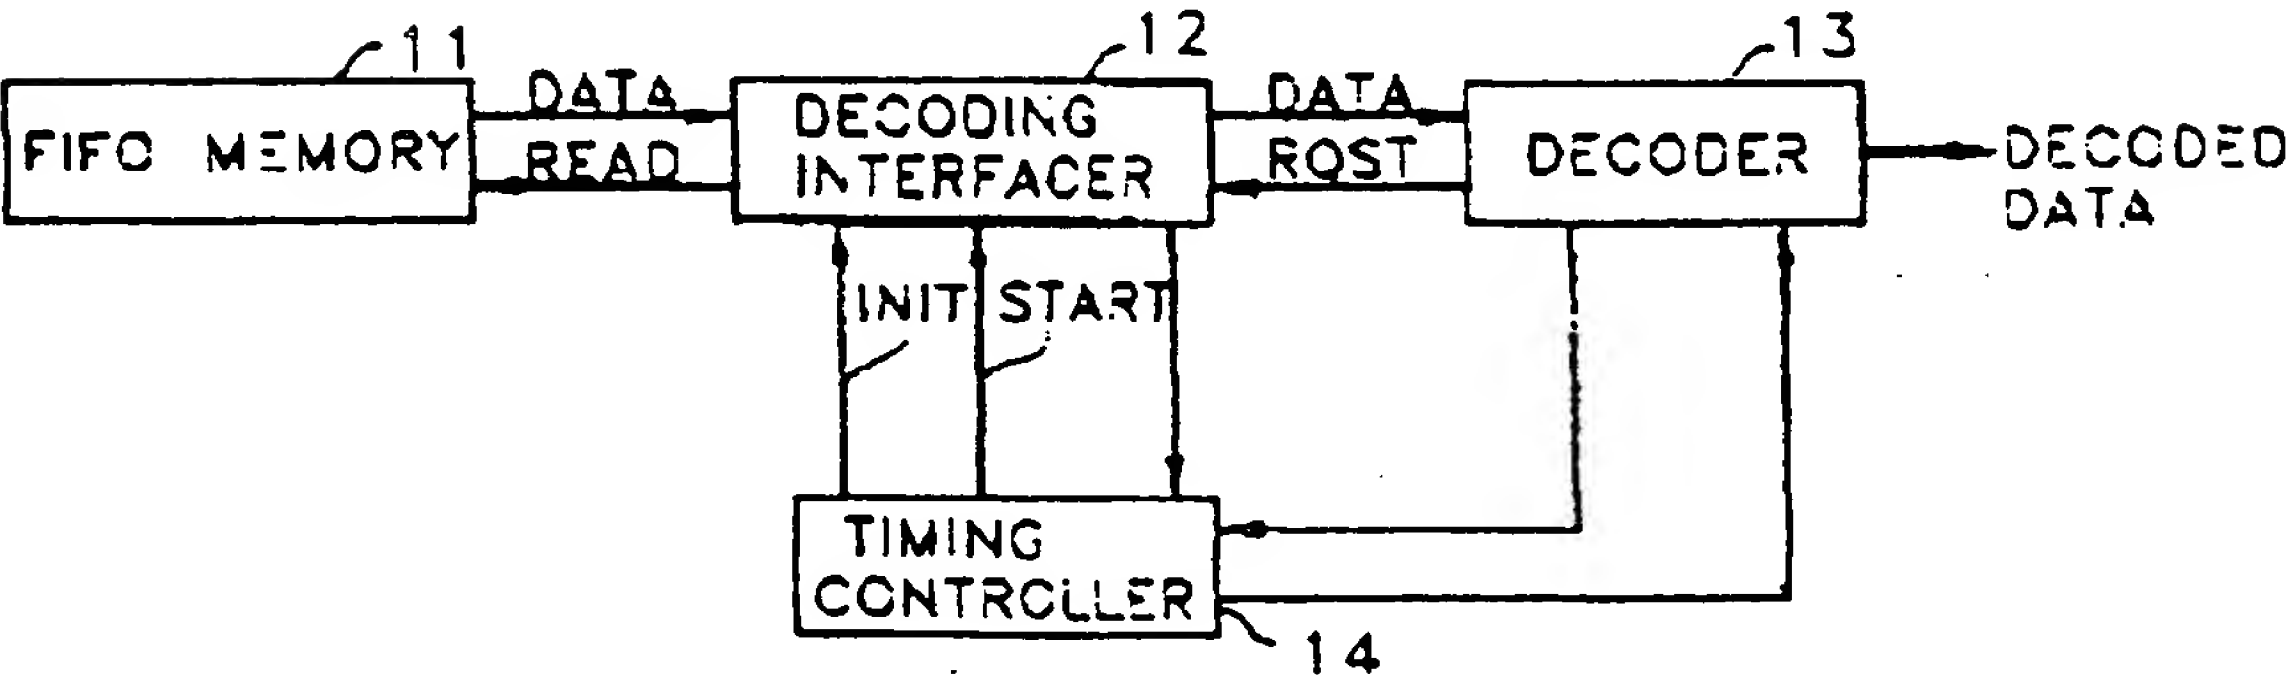 11
12
13
FIFO MEMORY
DATA
READ
DECODING
INTERFACER
DATA
RQST
DECODER
DECODED
DATA
INIT
START
TIMING
CONTROLLER
14